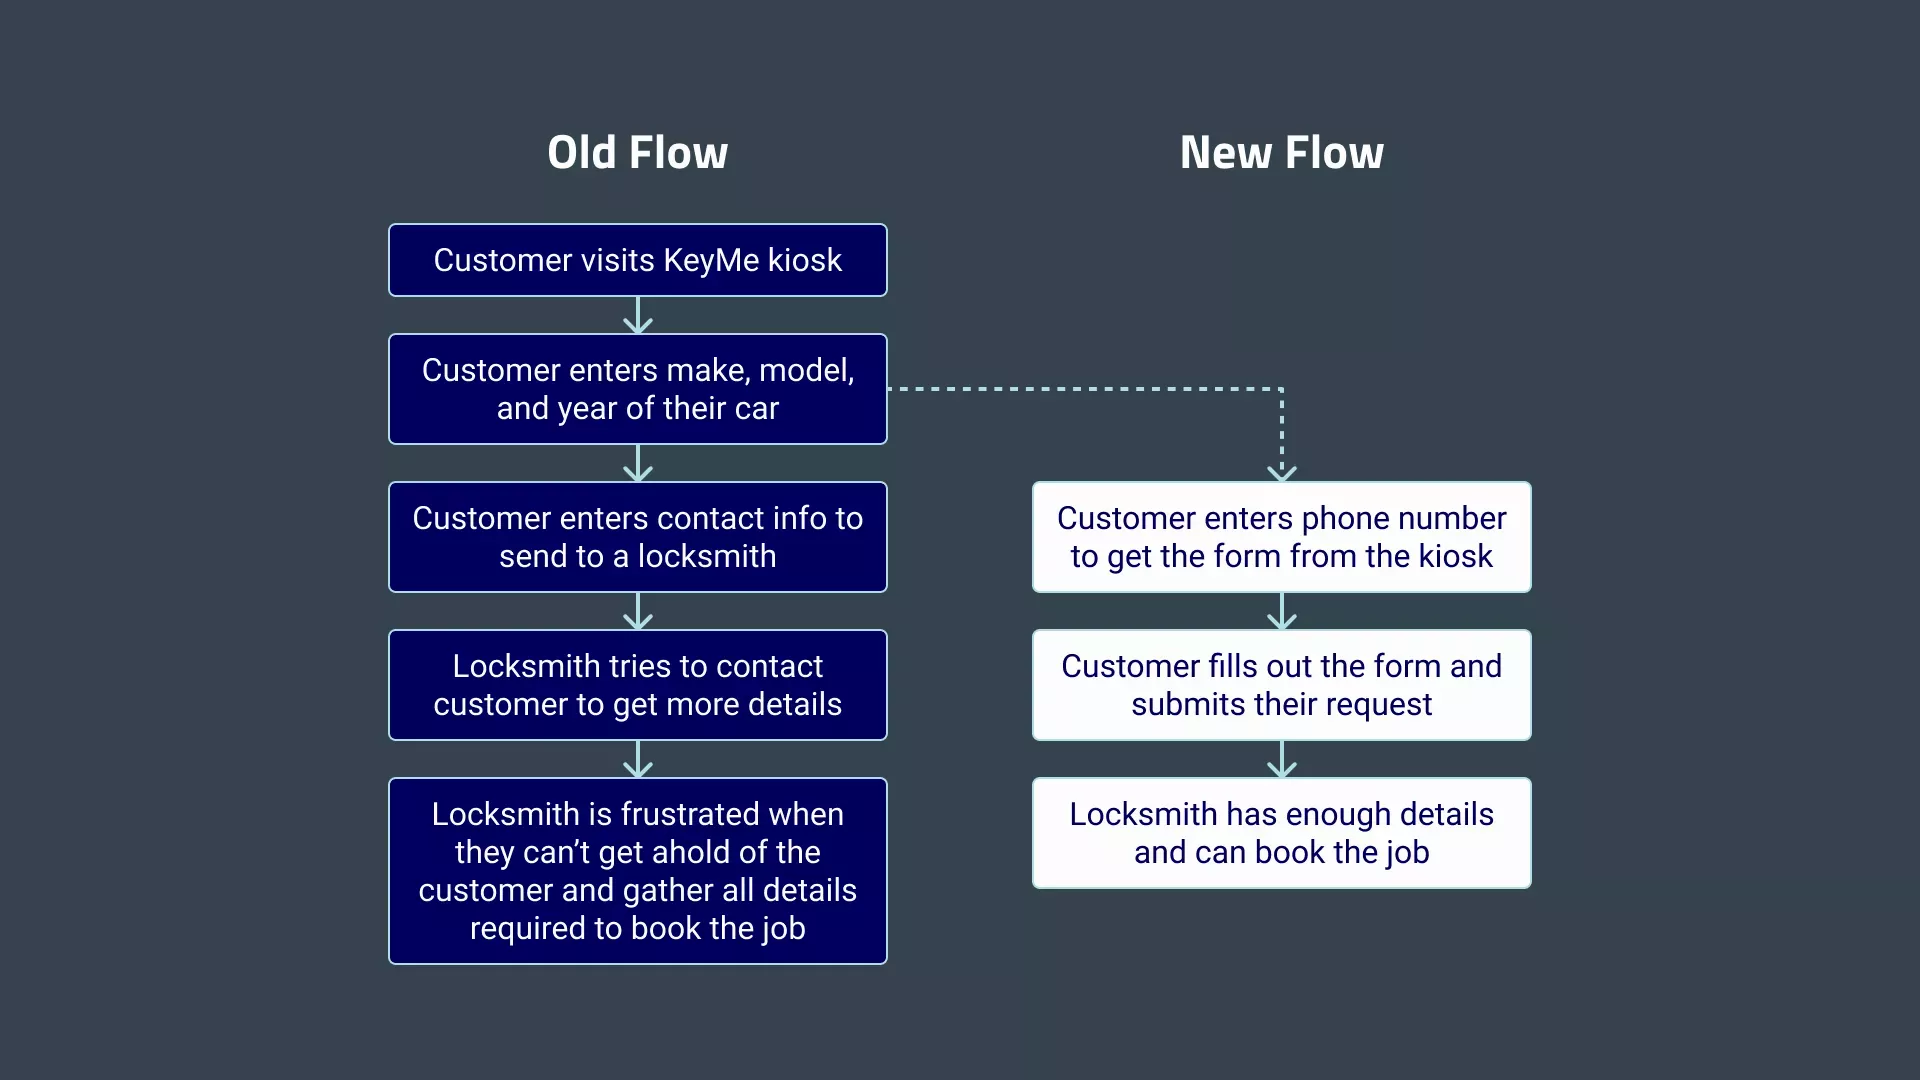 Old Flow
Customer visits KeyMe kiosk
Customer enters make, model,
and year of their car
Customer enters contact info to
send to a locksmith
Locksmith tries to contact
customer to get more details
Locksmith is frustrated when
they can’t get ahold of the
customer and gather all details
required to book the job
New Flow
Customer enters phone number
to get the form from the kiosk
Customer fills out the form and
submits their request
Locksmith has enough details
and can book the job